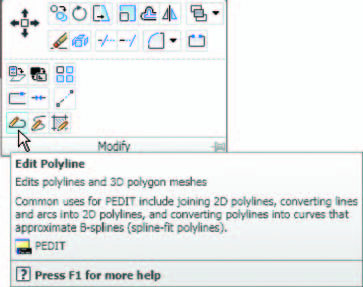 Modify
Edit Polyline
Edits polylines and 3D polygon meshes
Common uses for PEDIT include joining 2D polylines, converting lines
and arcs into 2D polylines, and converting polylines into curves that
approximate B-splines (spline-fit polylines).
PEDIT
? Press F1 for more help